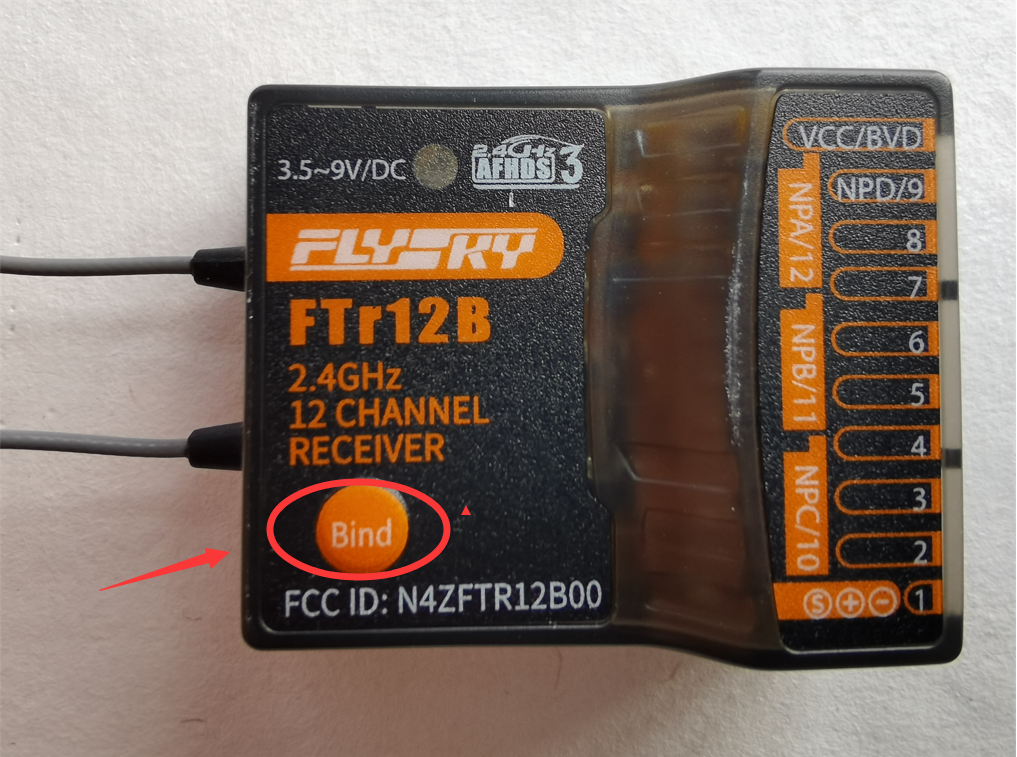 3.5~9V/DC
2.4GHz
AFHDS 3
FLYSKY
FTr12B
2.4GHz
12 CHANNEL
RECEIVER
Bind
FCC ID: N4ZFTR12B00
VCC/BVD
NPD/9
8
7
6
5
4
3
2
S + - 1
NPA/12
NPB/11
NPC/10